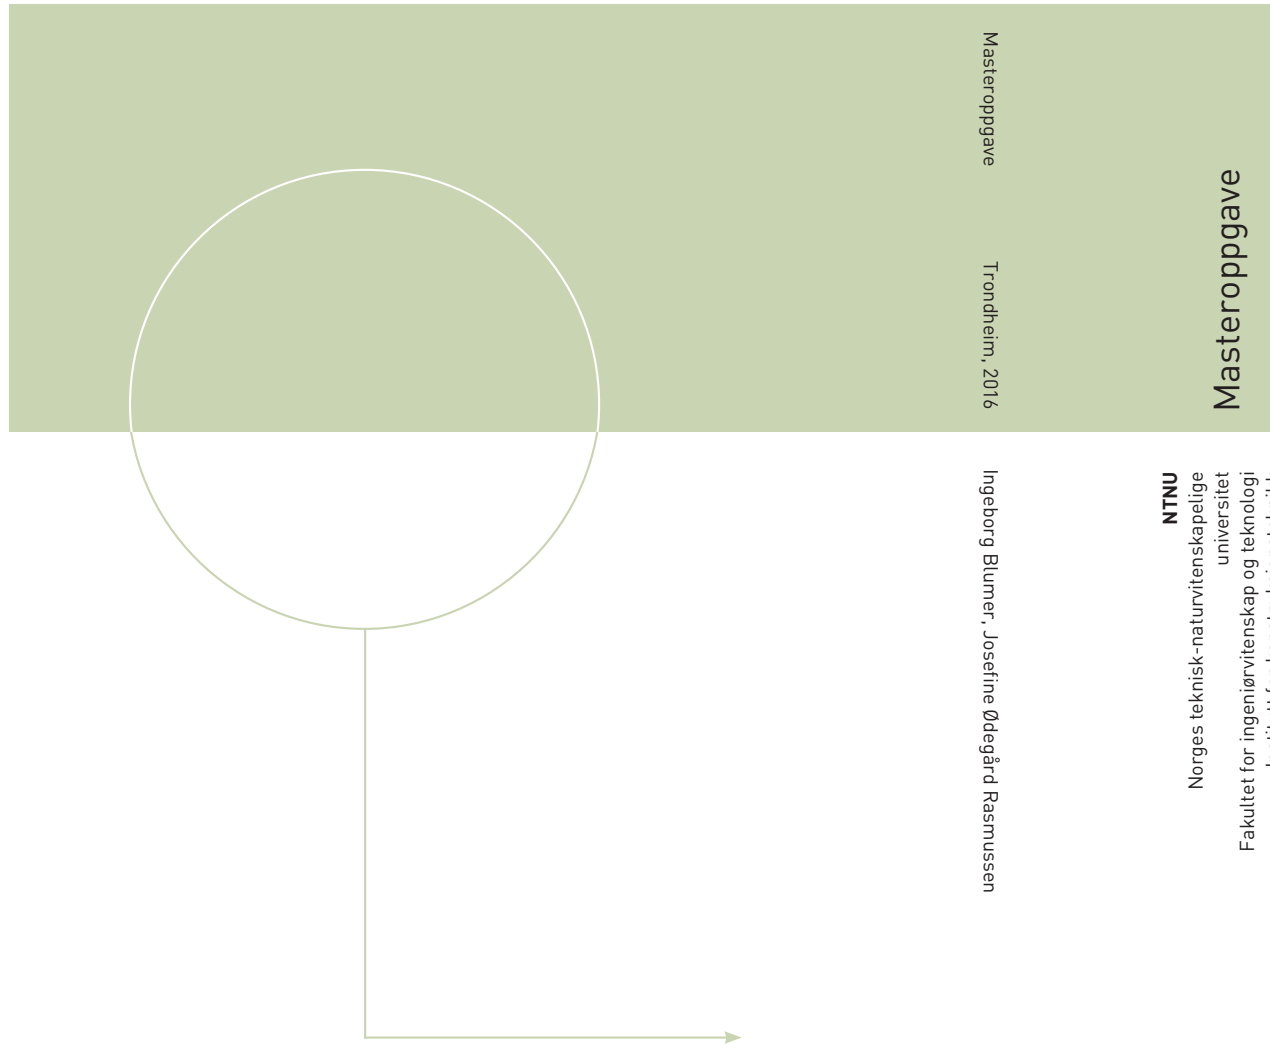 Masteroppgave
Trondheim, 2016
Ingeborg Blumer, Josefine Ødegård Rasmussen
Masteroppgave
NTNU
Norges teknisk-naturvitenskapelige
universitet
Fakultet for ingeniørvitenskap og teknologi